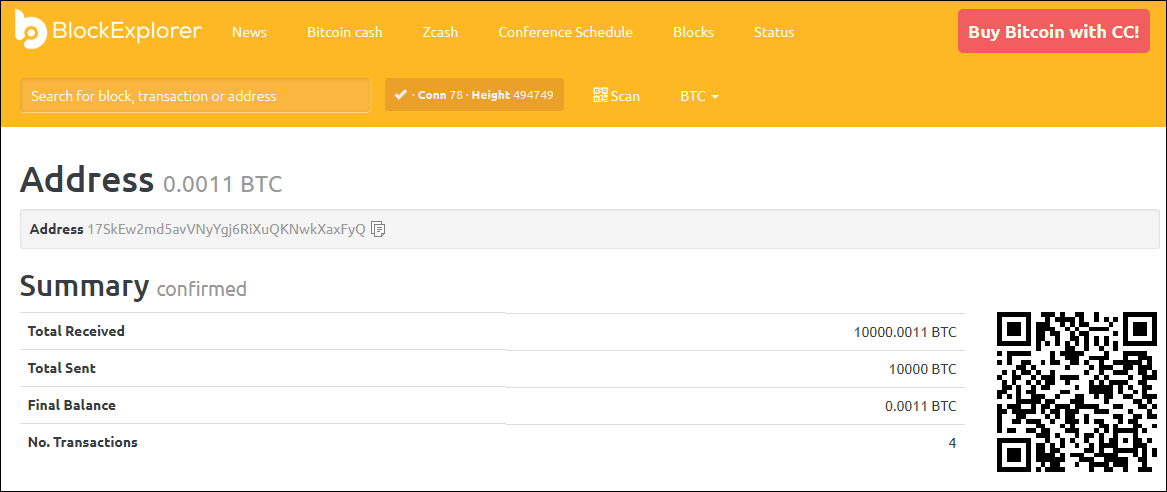 BlockExplorer News Bitcoin cash Zcash Conference Schedule Blocks Status Buy Bitcoin with CC!
Search for block, transaction or address · Conn 78 · Height 494749 Scan BTC
Address 0.0011 BTC
Address 17SkEw2md5avVNyYgj6RiXuQKNwkXaxFyQ
Summary confirmed
Total Received 10000.0011 BTC
Total Sent 10000 BTC
Final Balance 0.0011 BTC
No. Transactions 4